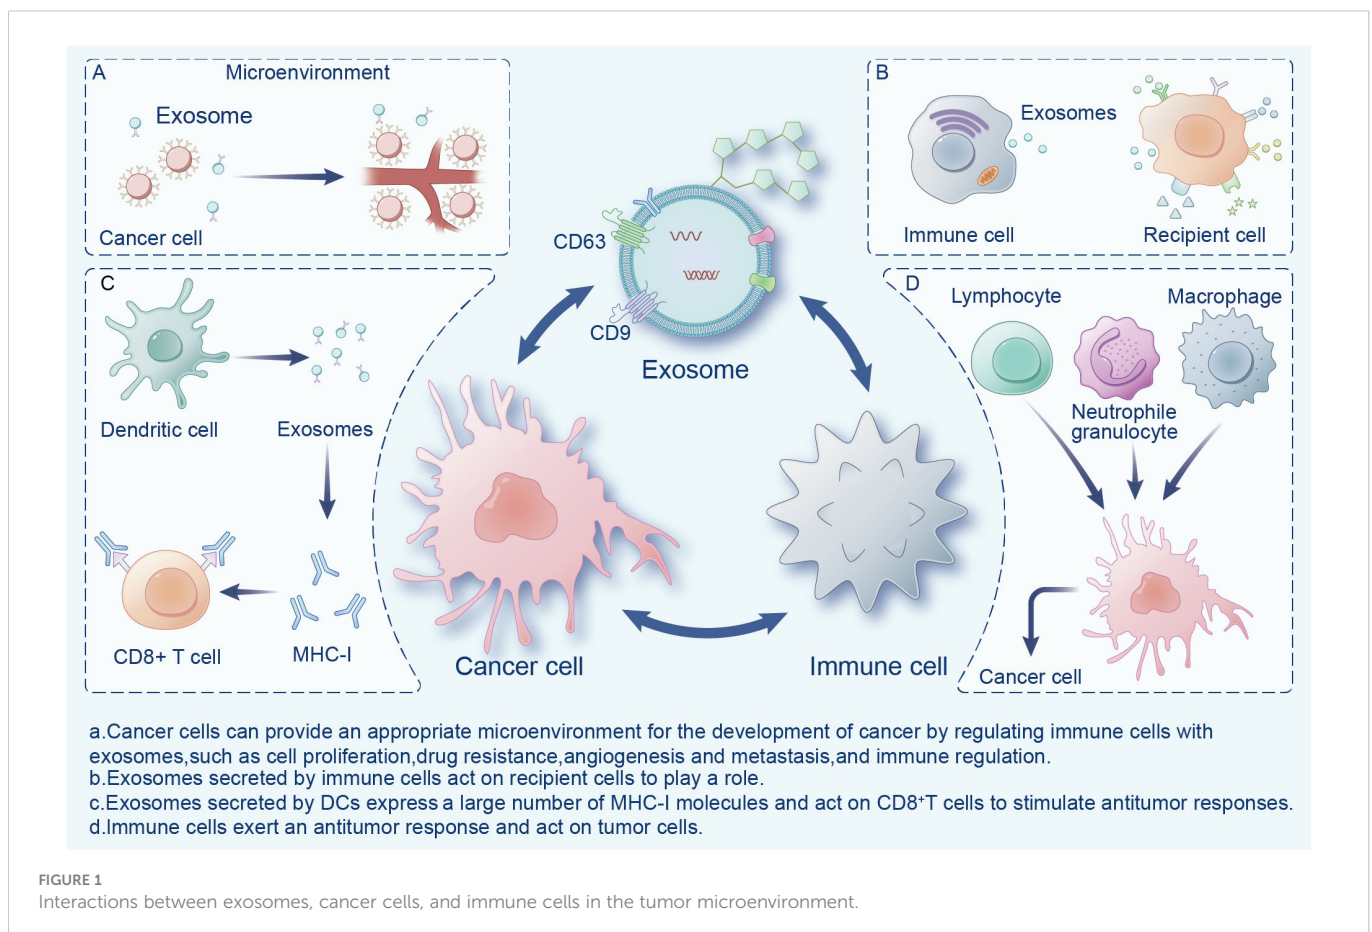 A
Microenvironment
Exosome
Cancer cell
B
Exosomes
Immune cell
Recipient cell
CD63
CD9
Exosome
Cancer cell
Immune cell
C
Dendritic cell
Exosomes
CD8+ T cell
MHC-I
D
Lymphocyte
Macrophage
Neutrophile
granulocyte
Cancer cell
a.Cancer cells can provide an appropriate microenvironment for the development of cancer by regulating immune cells with
exosomes,such as cell proliferation,drug resistance,angiogenesis and metastasis,and immune regulation.
b.Exosomes secreted by immune cells act on recipient cells to play a role.
c.Exosomes secreted by DCs express a large number of MHC-I molecules and act on CD8⁺T cells to stimulate antitumor responses.
d.Immune cells exert an antitumor response and act on tumor cells.
FIGURE 1
Interactions between exosomes, cancer cells, and immune cells in the tumor microenvironment.